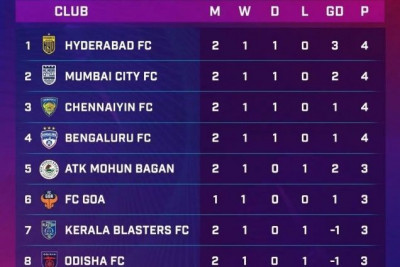 CLUB M W D L GD P
1 HYDERABAD FC 2 1 1 0 3 4
2 MUMBAI CITY FC 2 1 1 0 2 4
3 CHENNAIYIN FC 2 1 1 0 1 4
4 BENGALURU FC 2 1 1 0 1 4
5 ATK MOHUN BAGAN 2 1 0 1 2 3
6 FC GOA 1 1 0 0 1 3
7 KERALA BLASTERS FC 2 1 0 1 -1 3
8 ODISHA FC 2 1 0 1 -1 3